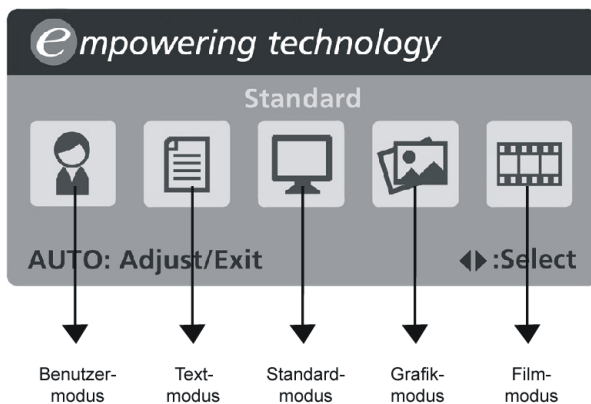 empowering technology
Standard
AUTO: Adjust/Exit ◀▶:Select
Benutzer- Text- Standard- Grafik- Film-
modus modus modus modus modus